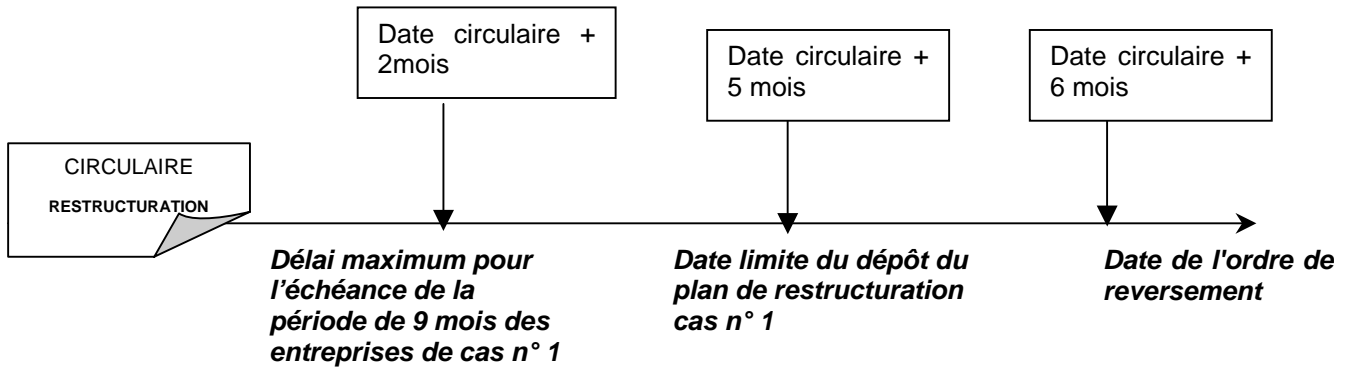 Date circulaire +
2mois
Date circulaire +
5 mois
Date circulaire +
6 mois
CIRCULAIRE
RESTRUCTURATION
Délai maximum pour
l'échéance de la
période de 9 mois des
entreprises de cas n° 1
Date limite du dépôt du
plan de restructuration
cas n° 1
Date de l'ordre de
reversement